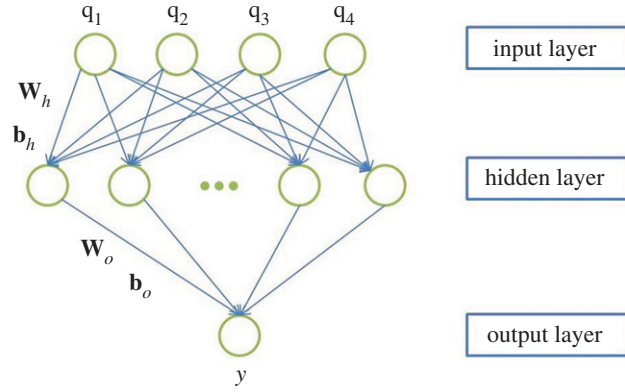 q₁ q₂ q₃ q₄
input layer
Wₕ
bₕ
hidden layer
Wₒ
bₒ
output layer
y